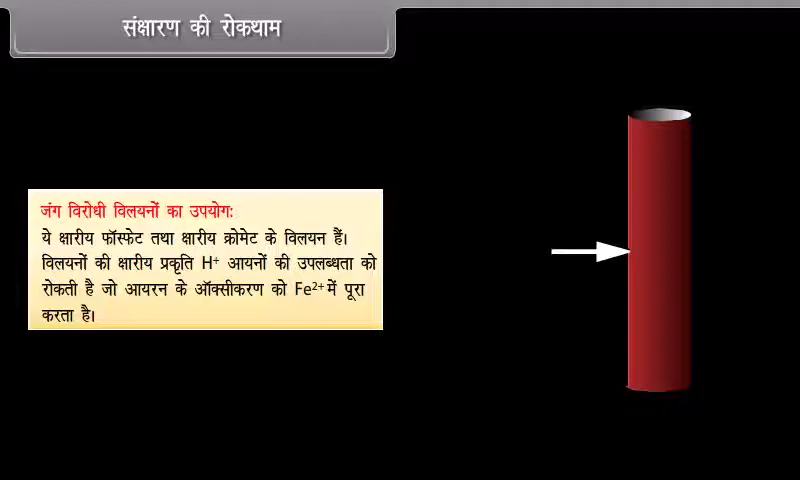 संक्षारण की रोकथाम
जंग विरोधी विलयनों का उपयोग:
ये क्षारीय फॉस्फेट तथा क्षारीय क्रोमेट के विलयन हैं।
विलयनों की क्षारीय प्रकृति H⁺ आयनों की उपलब्धता को
रोकती है जो आयरन के ऑक्सीकरण को Fe²⁺ में पूरा
करता है।